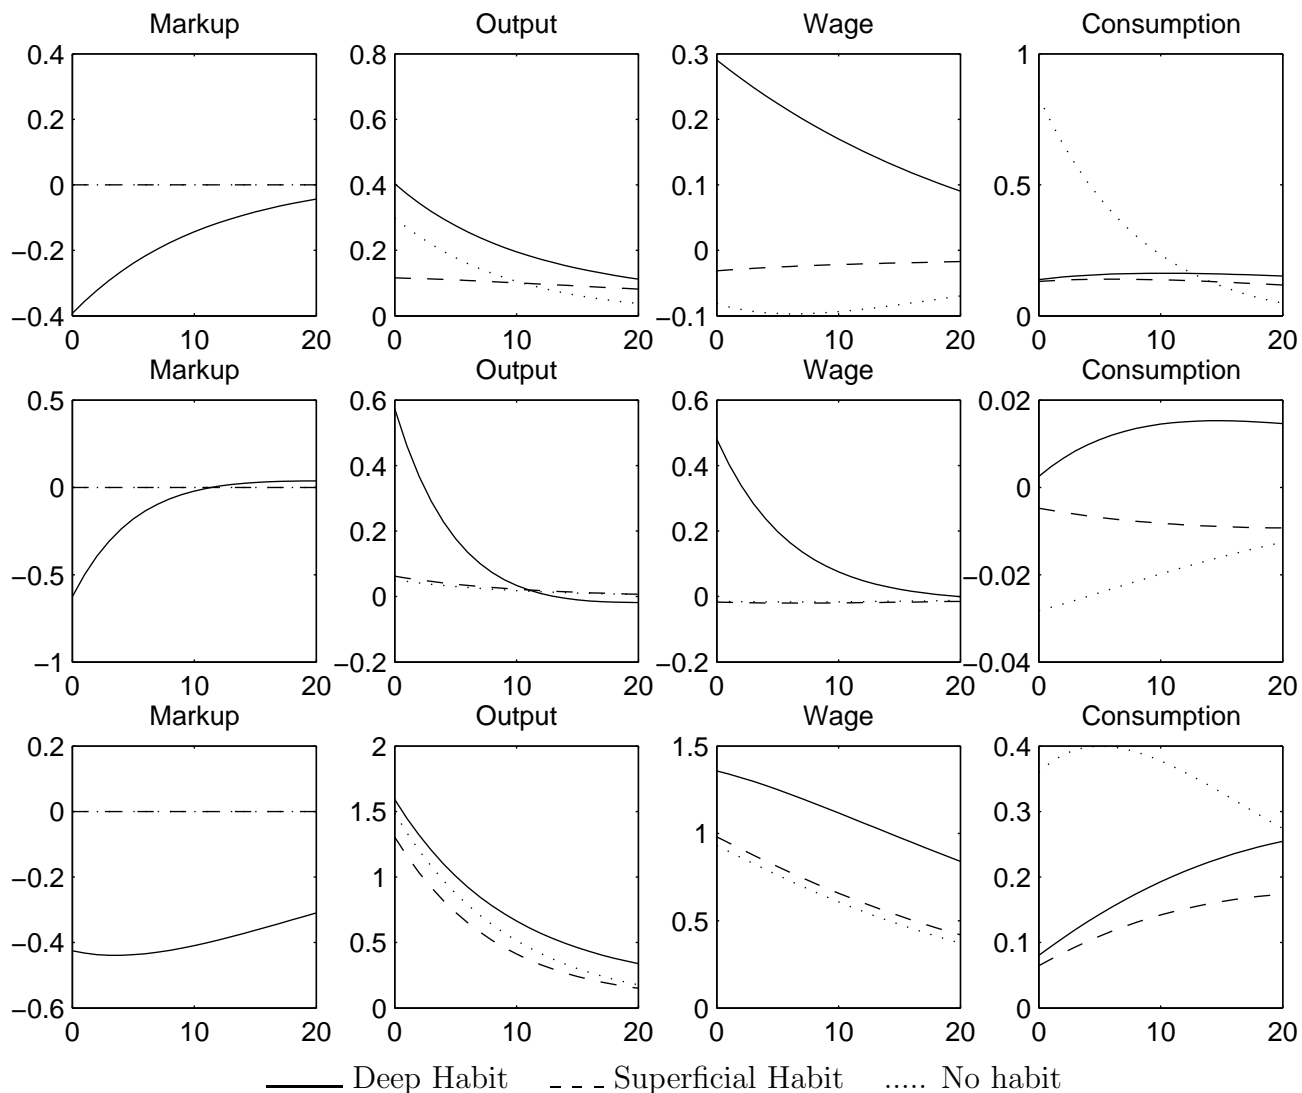 Markup Output Wage Consumption
0.4 0.8 0.3 1
0.2 0.6 0.2
0 0.4 0.1 0.5
−0.2 0.2 0
−0.4 0 −0.1 0
0 10 20 0 10 20 0 10 20 0 10 20
Markup Output Wage Consumption
0.5 0.6 0.6 0.02
0 0.4 0.4 0
−0.5 0.2 0.2 −0.02
0 0
−1 −0.2 −0.2 −0.04
0 10 20 0 10 20 0 10 20 0 10 20
Markup Output Wage Consumption
0.2 2 1.5 0.4
0 1.5 1 0.3
−0.2 1 0.2
−0.4 0.5 0.5 0.1
−0.6 0 0 0
0 10 20 0 10 20 0 10 20 0 10 20
Deep Habit Superficial Habit ..... No habit